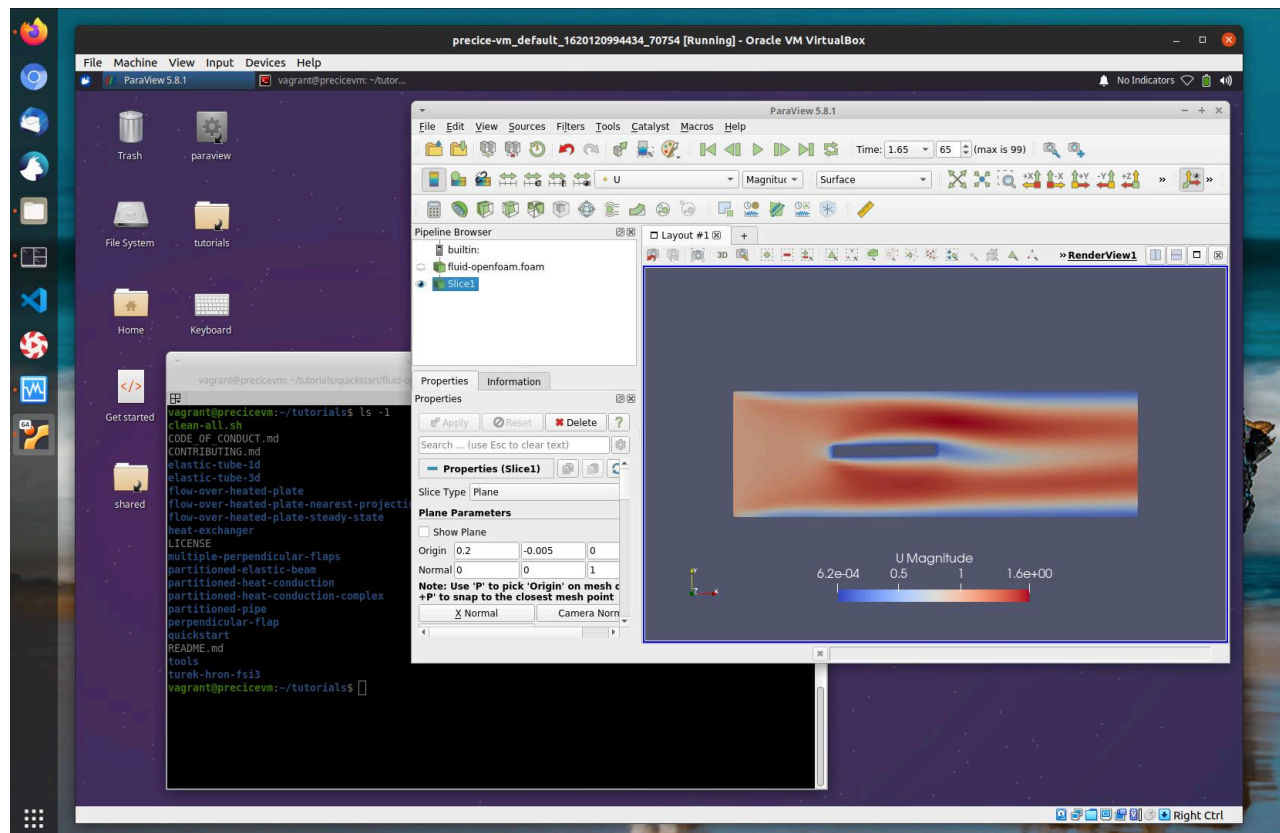 precice-vm_default_1620120994434_70754 [Running] - Oracle VM VirtualBox
File Machine View Input Devices Help
ParaView 5.8.1
vagrant@precicevm: ~/tutor...
No Indicators
Trash
paraview
File System
tutorials
Home
Keyboard
Get started
shared
64
ParaView 5.8.1
File Edit View Sources Filters Tools Catalyst Macros Help
Time: 1.65 65 (max is 99)
U Magnituc Surface +X -X +Y -Y +Z » »
Pipeline Browser
builtin:
fluid-openfoam.foam
Slice1
Layout #1 +
3D » RenderView1
Properties Information
Properties
Apply Reset Delete ?
Search ... (use Esc to clear text)
Properties (Slice1)
Slice Type Plane
Plane Parameters
Show Plane
Origin 0.2 -0.005 0
Normal 0 0 1
Note: Use 'P' to pick 'Origin' on mesh
+P' to snap to the closest mesh point
X Normal Camera Norn
U Magnitude
6.2e-04 0.5 1 1.6e+00
vagrant@precicevm: ~/tutorials/quickstart/fluid-o
vagrant@precicevm:~/tutorials$ ls -1
clean-all.sh
CODE_OF_CONDUCT.md
CONTRIBUTING.md
elastic-tube-1d
elastic-tube-3d
flow-over-heated-plate
flow-over-heated-plate-nearest-projecti
flow-over-heated-plate-steady-state
heat-exchanger
LICENSE
multiple-perpendicular-flaps
partitioned-elastic-beam
partitioned-heat-conduction
partitioned-heat-conduction-complex
partitioned-pipe
perpendicular-flap
quickstart
README.md
tools
turek-hron-fsi3
vagrant@precicevm:~/tutorials$
Right Ctrl